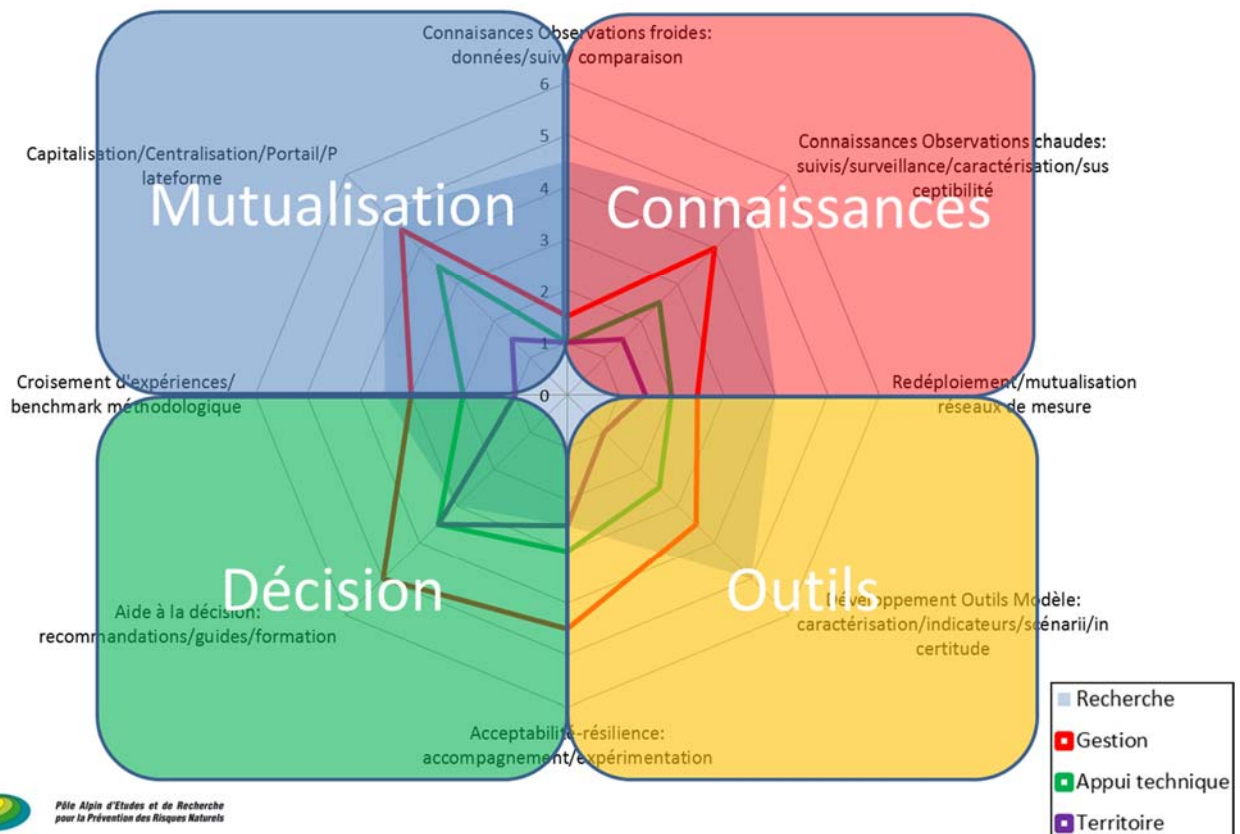 Connaisances Observations froides:
données/suivi/ comparaison
6
5
4
3
2
1
0
Capitalisation/Centralisation/Portail/P
lateforme
Connaissances Observations chaudes:
suivis/surveillance/caractérisation/sus
ceptibilité
Mutualisation
Connaissances
Croisement d'expériences/
benchmark méthodologique
Redéploiement/mutualisation
réseaux de mesure
Décision
Outils
Aide à la décision:
recommandations/guides/formation
Développement Outils Modèle:
caractérisation/indicateurs/scénarii/in
certitude
Acceptabilité-résilience:
accompagnement/expérimentation
Recherche
Gestion
Appui technique
Territoire
Pôle Alpin d'Etudes et de Recherche
pour la Prévention des Risques Naturels